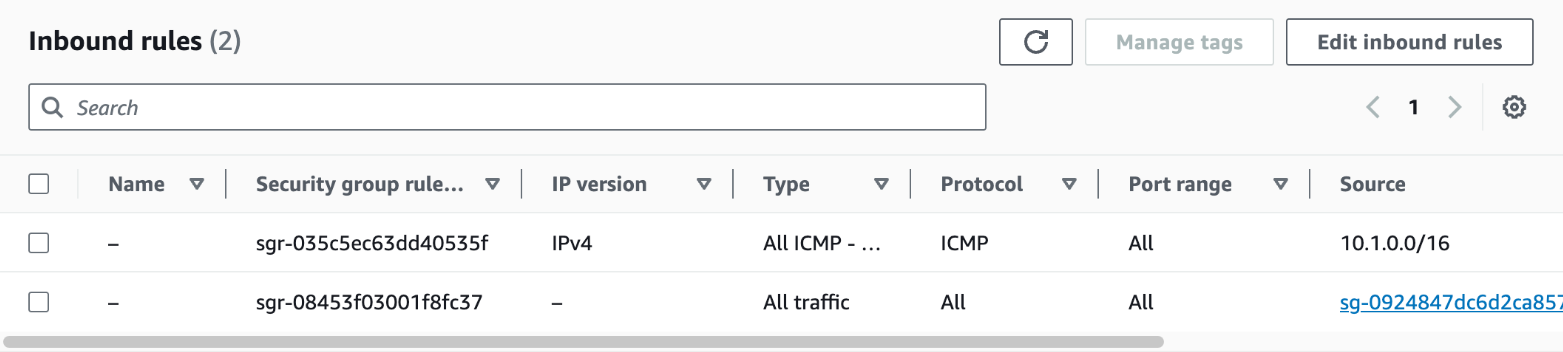 Inbound rules (2)
Manage tags
Edit inbound rules
Search
1
Name Security group rule... IP version Type Protocol Port range Source
– sgr-035c5ec63dd40535f IPv4 All ICMP - ... ICMP All 10.1.0.0/16
– sgr-08453f03001f8fc37 – All traffic All All sg-0924847dc6d2ca857